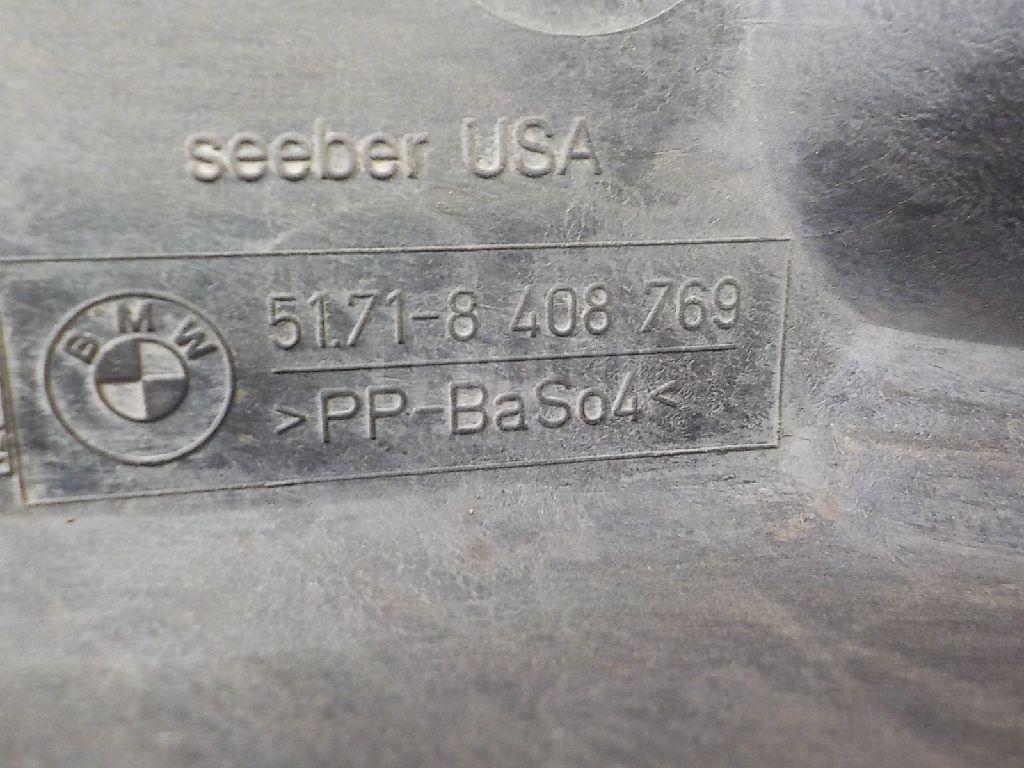 seeber USA
BMW
51.71-8 408 769
>PP-BaSo4<